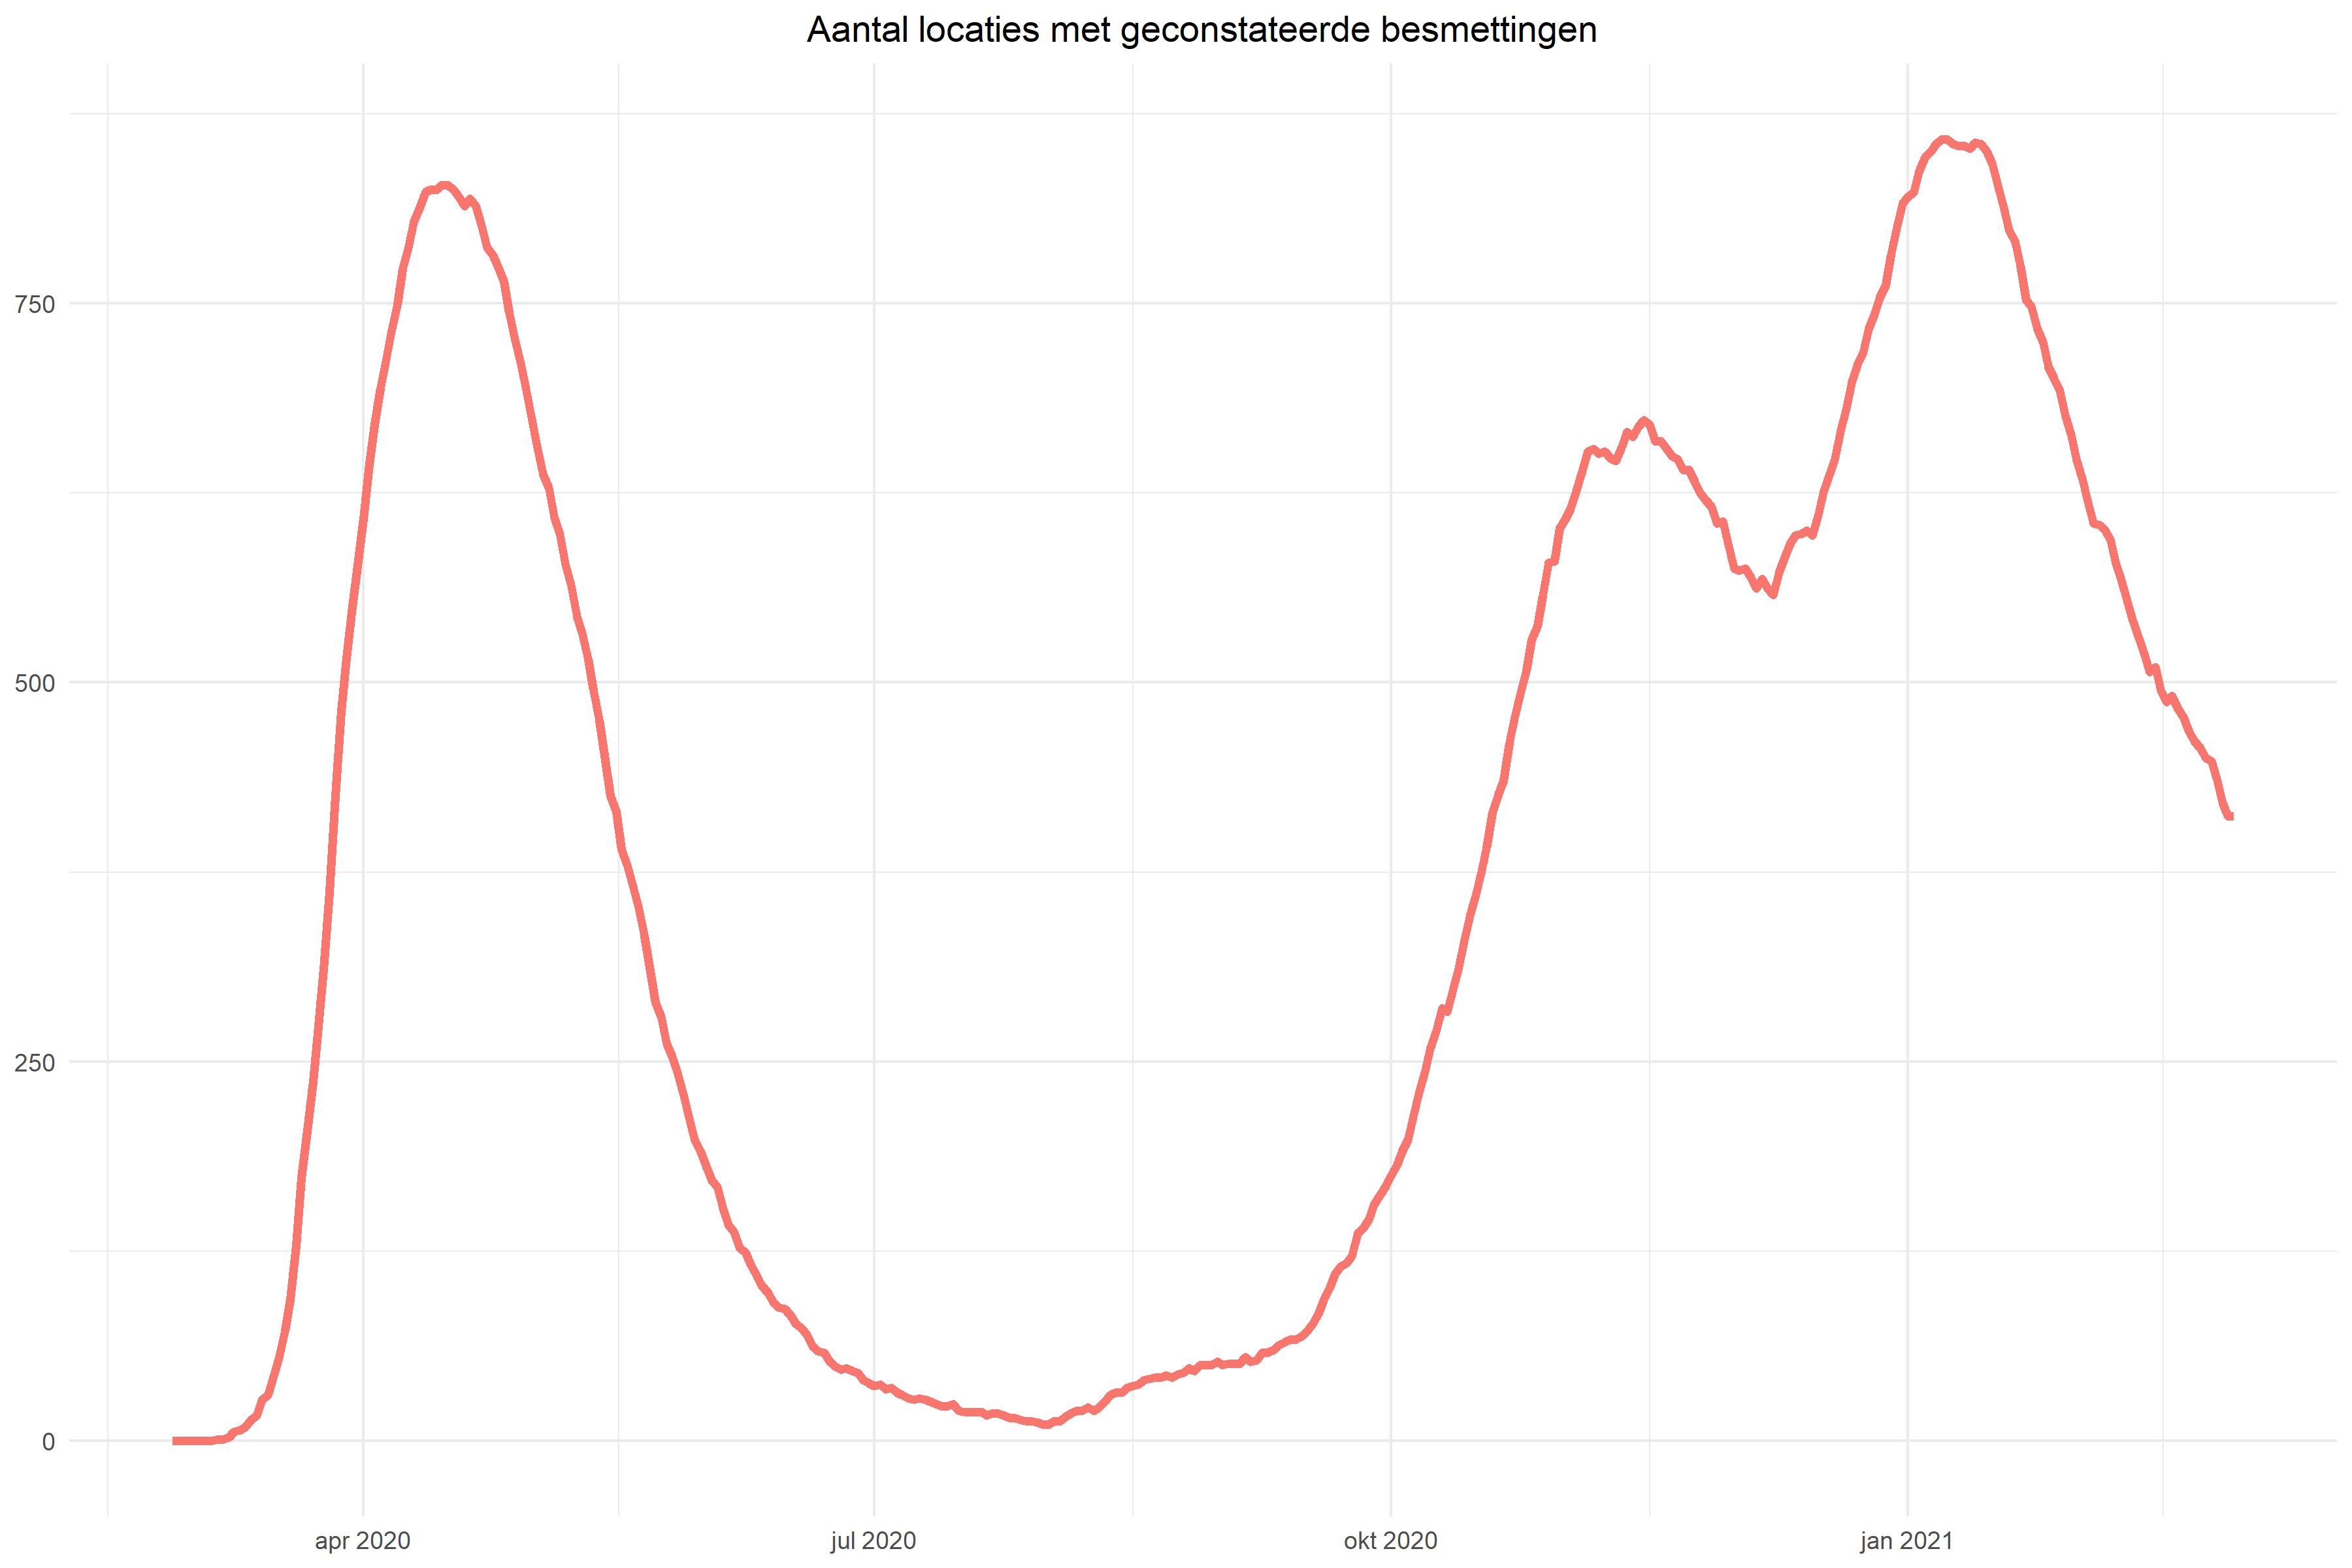 Aantal locaties met geconstateerde besmettingen
750
500
250
0
apr 2020
jul 2020
okt 2020
jan 2021